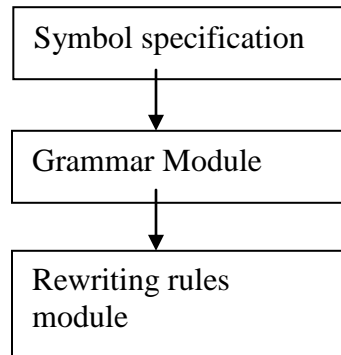 Symbol specification
Grammar Module
Rewriting rules
module